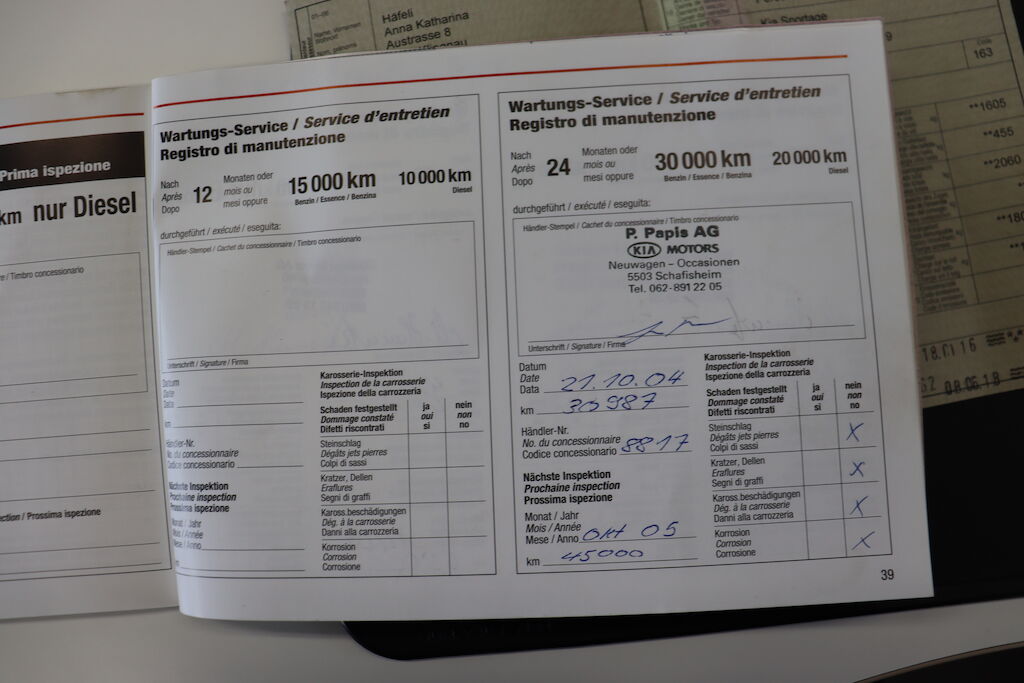 01-06
Häfeli
Anna Katharina
Austrasse 8
Kia Sportage
163
**1605
**455
**2060
18.01.16
08.06.18
Prima ispezione
km nur Diesel
e / Timbro concessionario
ection / Prossima ispezione
Wartungs-Service / Service d'entretien
Registro di manutenzione
Nach
Après
Dopo
12
Monaten oder
mois ou
mesi oppure
15 000 km
Benzin / Essence / Benzina
10 000 km
Diesel
durchgeführt / exécuté / eseguita:
Händler-Stempel / Cachet du concessionnaire / Timbro concessionario
Unterschrift / Signature / Firma
Datum
Date
Data
km
Händler-Nr.
No. du concessionnaire
Codice concessionario
Nächste Inspektion
Prochaine inspection
Prossima ispezione
Monat / Jahr
Mois / Année
Mese / Anno
Karosserie-Inspektion
Inspection de la carrosserie
Ispezione della carrozzeria
Schaden festgestellt
Dommage constaté
Difetti riscontrati
ja
oui
si
nein
non
no
Steinschlag
Dégâts jets pierres
Colpi di sassi
Kratzer, Dellen
Eraflures
Segni di graffi
Kaross.beschädigungen
Dég. à la carrosserie
Danni alla carrozzeria
Korrosion
Corrosion
Corrosione
Wartungs-Service / Service d'entretien
Registro di manutenzione
Nach
Après
Dopo
24
Monaten oder
mois ou
mesi oppure
30 000 km
Benzin / Essence / Benzina
20 000 km
Diesel
durchgeführt / exécuté / eseguita:
Händler-Stempel / Cachet du concessionnaire / Timbro concessionario
P. Papis AG
KIA MOTORS
Neuwagen – Occasionen
5503 Schafisheim
Tel. 062-891 22 05
Unterschrift / Signature / Firma
Datum
Date
Data 21.10.04
km 30987
Händler-Nr.
No. du concessionnaire
Codice concessionario 8817
Nächste Inspektion
Prochaine inspection
Prossima ispezione
Monat / Jahr
Mois / Année
Mese / Anno Okt 05
km 45000
Karosserie-Inspektion
Inspection de la carrosserie
Ispezione della carrozzeria
Schaden festgestellt
Dommage constaté
Difetti riscontrati
ja
oui
si
nein
non
no
Steinschlag
Dégâts jets pierres
Colpi di sassi
X
Kratzer, Dellen
Eraflures
Segni di graffi
X
Kaross.beschädigungen
Dég. à la carrosserie
Danni alla carrozzeria
X
Korrosion
Corrosion
Corrosione
X
39